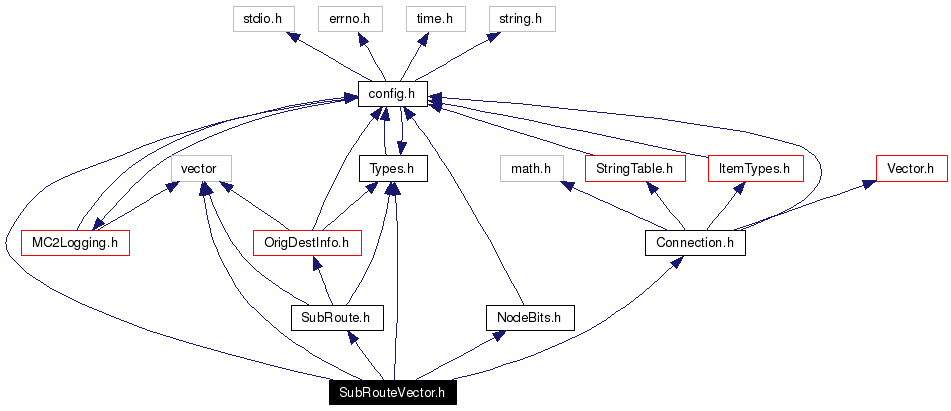 stdio.h
errno.h
time.h
string.h
config.h
vector
Types.h
math.h
StringTable.h
ItemTypes.h
Vector.h
MC2Logging.h
OrigDestInfo.h
Connection.h
SubRoute.h
NodeBits.h
SubRouteVector.h